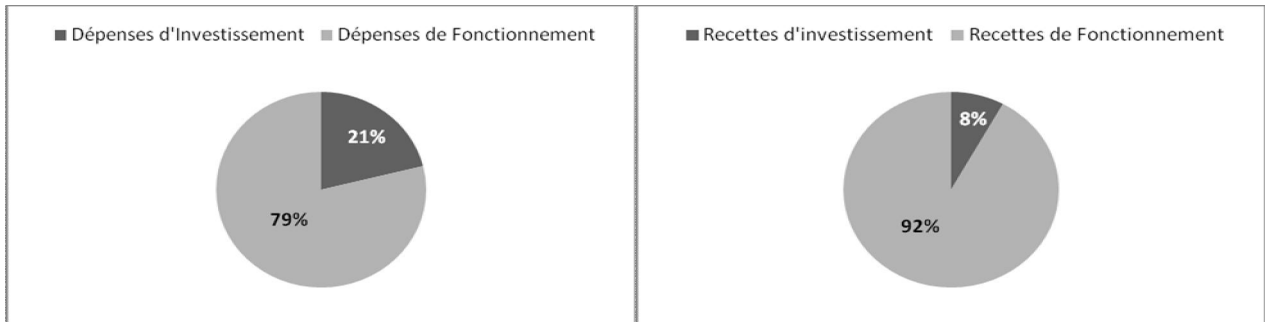 Dépenses d'Investissement Dépenses de Fonctionnement
21%
79%
Recettes d'investissement Recettes de Fonctionnement
8%
92%